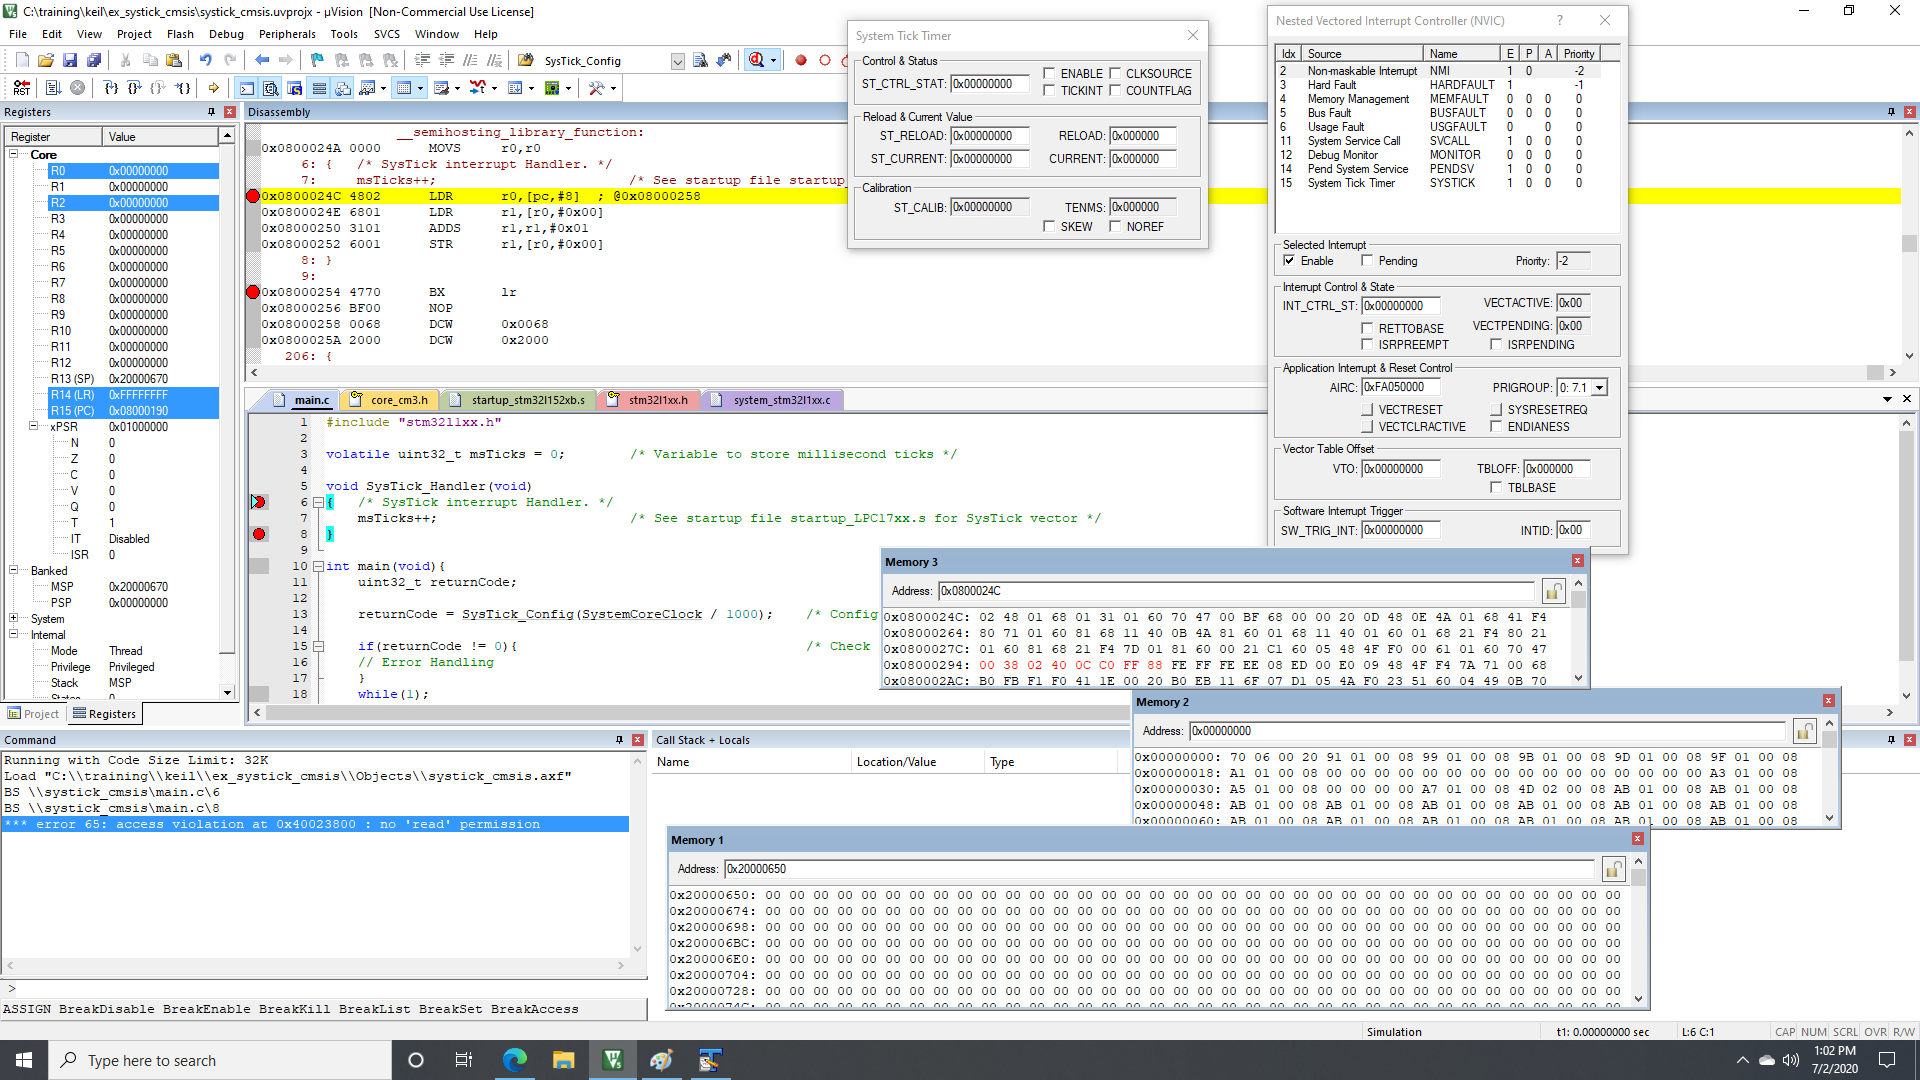 C:\training\keil\ex_systick_cmsis\systick_cmsis.uvprojx - µVision [Non-Commercial Use License]
File Edit View Project Flash Debug Peripherals Tools SVCS Window Help
SysTick_Config
Registers
Register Value
Core
R0 0x00000000
R1 0x00000000
R2 0x00000000
R3 0x00000000
R4 0x00000000
R5 0x00000000
R6 0x00000000
R7 0x00000000
R8 0x00000000
R9 0x00000000
R10 0x00000000
R11 0x00000000
R12 0x00000000
R13 (SP) 0x20000670
R14 (LR) 0xFFFFFFFF
R15 (PC) 0x08000190
xPSR 0x01000000
N 0
Z 0
C 0
V 0
Q 0
T 1
IT Disabled
ISR 0
Banked
MSP 0x20000670
PSP 0x00000000
System
Internal
Mode Thread
Privilege Privileged
Stack MSP
Project Registers
Disassembly
__semihosting_library_function:
0x0800024A 0000 MOVS r0,r0
6: { /* SysTick interrupt Handler. */
7: msTicks++; /* See startup file startup_
0x0800024C 4802 LDR r0,[pc,#8] ; @0x08000258
0x0800024E 6801 LDR r1,[r0,#0x00]
0x08000250 3101 ADDS r1,r1,#0x01
0x08000252 6001 STR r1,[r0,#0x00]
8: }
9:
0x08000254 4770 BX lr
0x08000256 BF00 NOP
0x08000258 0068 DCW 0x0068
0x0800025A 2000 DCW 0x2000
206: {
main.c core_cm3.h startup_stm32l152xb.s stm32l1xx.h system_stm32l1xx.c
1 #include "stm32l1xx.h"
2
3 volatile uint32_t msTicks = 0; /* Variable to store millisecond ticks */
4
5 void SysTick_Handler(void)
6 { /* SysTick interrupt Handler. */
7 msTicks++; /* See startup file startup_LPC17xx.s for SysTick vector */
8 }
9
10 int main(void){
11 uint32_t returnCode;
12
13 returnCode = SysTick_Config(SystemCoreClock / 1000); /* Config
14
15 if(returnCode != 0){ /* Check
16 // Error Handling
17 }
18 while(1);
System Tick Timer
Control & Status
ST_CTRL_STAT: 0x00000000 ENABLE CLKSOURCE
TICKINT COUNTFLAG
Reload & Current Value
ST_RELOAD: 0x00000000 RELOAD: 0x000000
ST_CURRENT: 0x00000000 CURRENT: 0x000000
Calibration
ST_CALIB: 0x00000000 TENMS: 0x000000
SKEW NOREF
Nested Vectored Interrupt Controller (NVIC)
Idx Source Name E P A Priority
2 Non-maskable Interrupt NMI 1 0 -2
3 Hard Fault HARDFAULT 1 -1
4 Memory Management MEMFAULT 0 0 0 0
5 Bus Fault BUSFAULT 0 0 0 0
6 Usage Fault USGFAULT 0 0 0
11 System Service Call SVCALL 1 0 0 0
12 Debug Monitor MONITOR 0 0 0 0
14 Pend System Service PENDSV 1 0 0 0
15 System Tick Timer SYSTICK 1 0 0 0
Selected Interrupt
Enable Pending Priority: -2
Interrupt Control & State
INT_CTRL_ST: 0x00000000 VECTACTIVE: 0x00
RETTOBASE VECTPENDING: 0x00
ISRPREEMPT ISRPENDING
Application Interrupt & Reset Control
AIRC: 0xFA050000 PRIGROUP: 0: 7.1
VECTRESET SYSRESETREQ
VECTCLRACTIVE ENDIANESS
Vector Table Offset
VTO: 0x00000000 TBLOFF: 0x000000
TBLBASE
Software Interrupt Trigger
SW_TRIG_INT: 0x00000000 INTID: 0x00
Memory 3
Address: 0x0800024C
0x0800024C: 02 48 01 68 01 31 01 60 70 47 00 BF 68 00 00 20 0D 48 0E 4A 01 68 41 F4
0x08000264: 80 71 01 60 81 68 11 40 0B 4A 81 60 01 68 11 40 01 60 01 68 21 F4 80 21
0x0800027C: 01 60 81 68 21 F4 7D 01 81 60 00 21 C1 60 05 48 4F F0 00 61 01 60 70 47
0x08000294: 00 38 02 40 0C C0 FF 88 FE FF FE EE 08 ED 00 E0 09 48 4F F4 7A 71 00 68
0x080002AC: B0 FB F1 F0 41 1E 00 20 B0 EB 11 6F 07 D1 05 4A F0 23 51 60 04 49 0B 70
Memory 2
Address: 0x00000000
0x00000000: 70 06 00 20 91 01 00 08 99 01 00 08 9B 01 00 08 9D 01 00 08 9F 01 00 08
0x00000018: A1 01 00 08 00 00 00 00 00 00 00 00 00 00 00 00 00 00 00 00 A3 01 00 08
0x00000030: A5 01 00 08 00 00 00 00 A7 01 00 08 4D 02 00 08 AB 01 00 08 AB 01 00 08
0x00000048: AB 01 00 08 AB 01 00 08 AB 01 00 08 AB 01 00 08 AB 01 00 08 AB 01 00 08
0x00000060: AB 01 00 08 AB 01 00 08 AB 01 00 08 AB 01 00 08 AB 01 00 08 AB 01 00 08
Command
Running with Code Size Limit: 32K
Load "C:\\training\\keil\\ex_systick_cmsis\\Objects\\systick_cmsis.axf"
BS \\systick_cmsis\main.c\6
BS \\systick_cmsis\main.c\8
*** error 65: access violation at 0x40023800 : no 'read' permission
>
ASSIGN BreakDisable BreakEnable BreakKill BreakList BreakSet BreakAccess
Call Stack + Locals
Name Location/Value Type
Memory 1
Address: 0x20000650
0x20000650: 00 00 00 00 00 00 00 00 00 00 00 00 00 00 00 00 00 00 00 00 00 00 00 00 00 00 00 00 00 00 00 00 00 00 00 00
0x20000674: 00 00 00 00 00 00 00 00 00 00 00 00 00 00 00 00 00 00 00 00 00 00 00 00 00 00 00 00 00 00 00 00 00 00 00 00
0x20000698: 00 00 00 00 00 00 00 00 00 00 00 00 00 00 00 00 00 00 00 00 00 00 00 00 00 00 00 00 00 00 00 00 00 00 00 00
0x200006BC: 00 00 00 00 00 00 00 00 00 00 00 00 00 00 00 00 00 00 00 00 00 00 00 00 00 00 00 00 00 00 00 00 00 00 00 00
0x200006E0: 00 00 00 00 00 00 00 00 00 00 00 00 00 00 00 00 00 00 00 00 00 00 00 00 00 00 00 00 00 00 00 00 00 00 00 00
0x20000704: 00 00 00 00 00 00 00 00 00 00 00 00 00 00 00 00 00 00 00 00 00 00 00 00 00 00 00 00 00 00 00 00 00 00 00 00
0x20000728: 00 00 00 00 00 00 00 00 00 00 00 00 00 00 00 00 00 00 00 00 00 00 00 00 00 00 00 00 00 00 00 00 00 00 00 00
Simulation t1: 0.00000000 sec L:6 C:1 CAP NUM SCRL OVR R/W
Type here to search
1:02 PM
7/2/2020